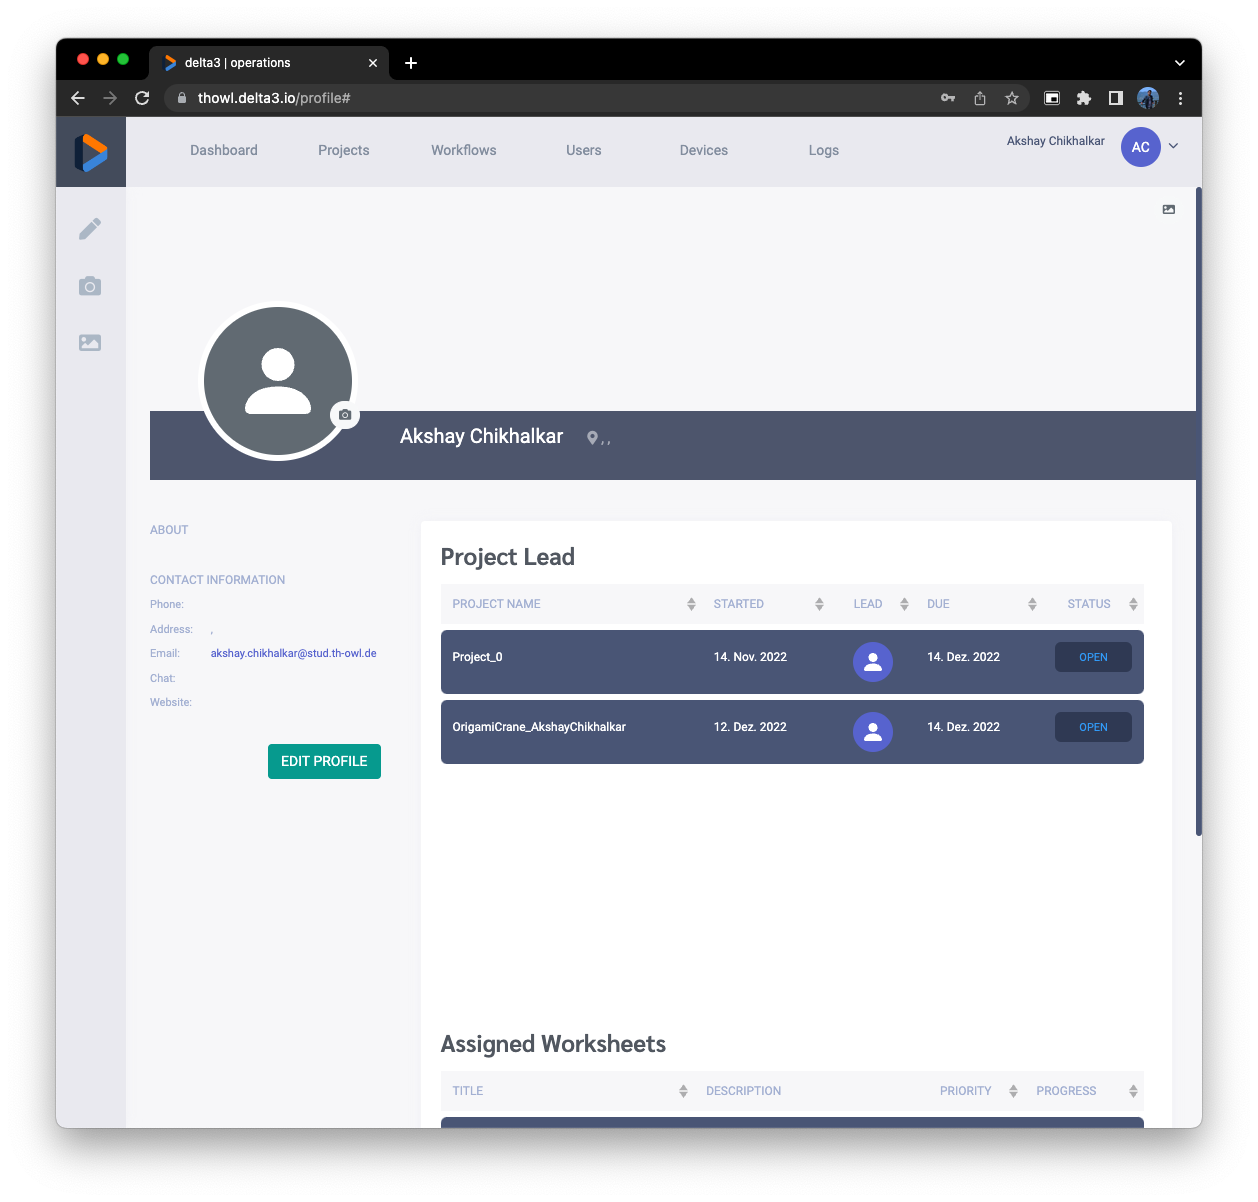 delta3 | operations
thowl.delta3.io/profile#
Dashboard Projects Workflows Users Devices Logs
Akshay Chikhalkar AC
Akshay Chikhalkar , ,
ABOUT
CONTACT INFORMATION
Phone:
Address: ,
Email: akshay.chikhalkar@stud.th-owl.de
Chat:
Website:
EDIT PROFILE
Project Lead
PROJECT NAME STARTED LEAD DUE STATUS
Project_0 14. Nov. 2022 14. Dez. 2022 OPEN
OrigamiCrane_AkshayChikhalkar 12. Dez. 2022 14. Dez. 2022 OPEN
Assigned Worksheets
TITLE DESCRIPTION PRIORITY PROGRESS